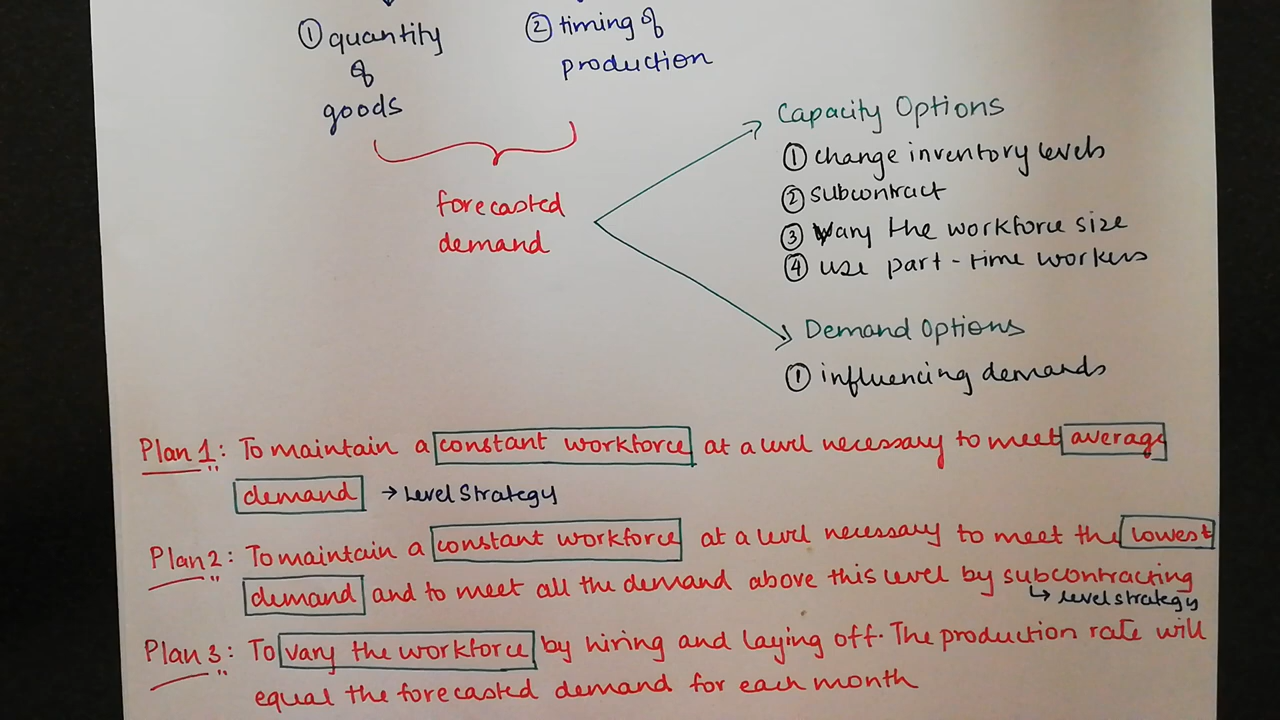 ① quantity
of
goods
② timing of
production
forecasted
demand
Capacity Options
① change inventory levels
② subcontract
③ Vary the workforce size
④ use part-time workers
Demand Options
① influencing demands
Plan 1: To maintain a constant workforce at a level necessary to meet average
demand → Level Strategy
Plan 2: To maintain a constant workforce at a level necessary to meet the lowest
demand and to meet all the demand above this level by subcontracting
↳ level strategy
Plan 3: To vary the workforce by hiring and laying off. The production rate will
equal the forecasted demand for each month